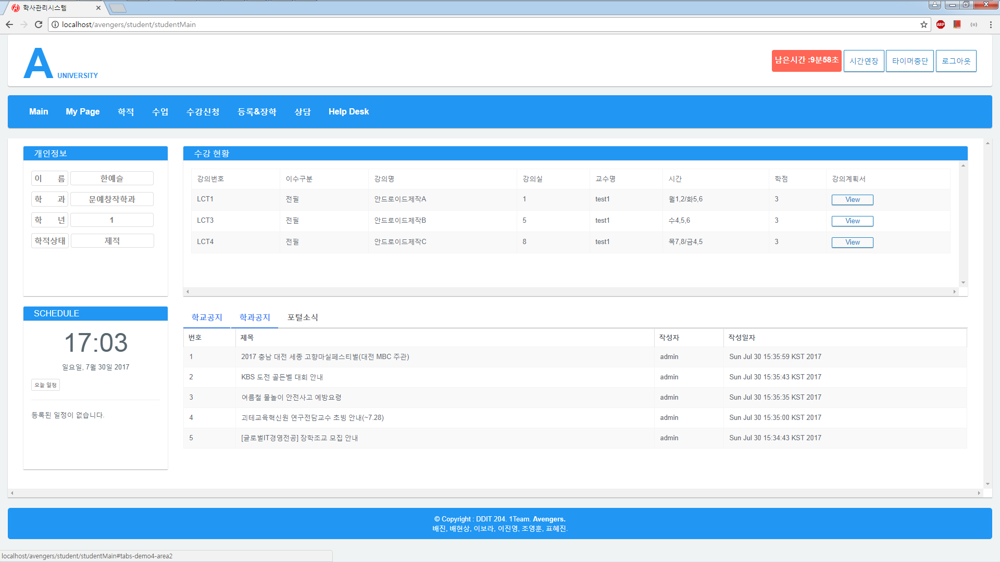 학사관리시스템
localhost/avengers/student/studentMain
ABP
A UNIVERSITY
남은시간 :9분58초 시간연장 타이머중단 로그아웃
Main My Page 학적 수업 수강신청 등록&장학 상담 Help Desk
개인정보
이 름 한예슬
학 과 문예창작학과
학 년 1
학적상태 제적
수강 현황
강의번호 이수구분 강의명 강의실 교수명 시간 학점 강의계획서
LCT1 전필 안드로이드제작A 1 test1 월1,2/화5,6 3 View
LCT3 전필 안드로이드제작B 5 test1 수4,5,6 3 View
LCT4 전필 안드로이드제작C 8 test1 목7,8/금4,5 3 View
SCHEDULE
17:03
일요일, 7월 30일 2017
오늘 일정
등록된 일정이 없습니다.
학교공지 학과공지 포털소식
번호 제목 작성자 작성일자
1 2017 충남 대전 세종 고향마실페스티벌(대전 MBC 주관) admin Sun Jul 30 15:35:59 KST 2017
2 KBS 도전 골든벨 대회 안내 admin Sun Jul 30 15:35:43 KST 2017
3 여름철 물놀이 안전사고 예방요령 admin Sun Jul 30 15:35:35 KST 2017
4 괴테교육혁신원 연구전담교수 초빙 안내(~7.28) admin Sun Jul 30 15:35:00 KST 2017
5 [글로벌IT경영전공] 장학조교 모집 안내 admin Sun Jul 30 15:34:43 KST 2017
© Copyright : DDIT 204. 1Team. Avengers.
배진, 배현상, 이보라, 이진영, 조영훈, 표혜진.
localhost/avengers/student/studentMain#tabs-demo4-area2